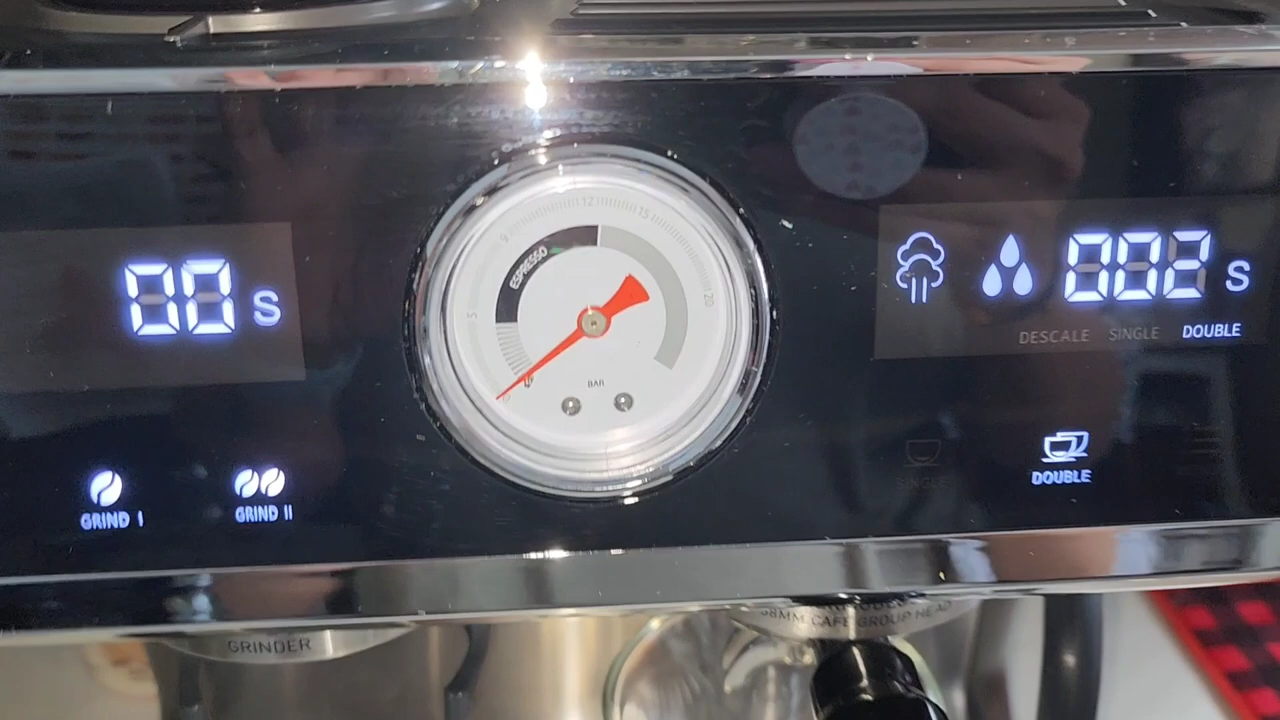 00 S
5
9
12
15
20
ESPRESSO
BAR
002 S
DESCALE SINGLE DOUBLE
GRIND I
GRIND II
SINGLE
DOUBLE
GRINDER
58MM CAFE GROUP HEAD